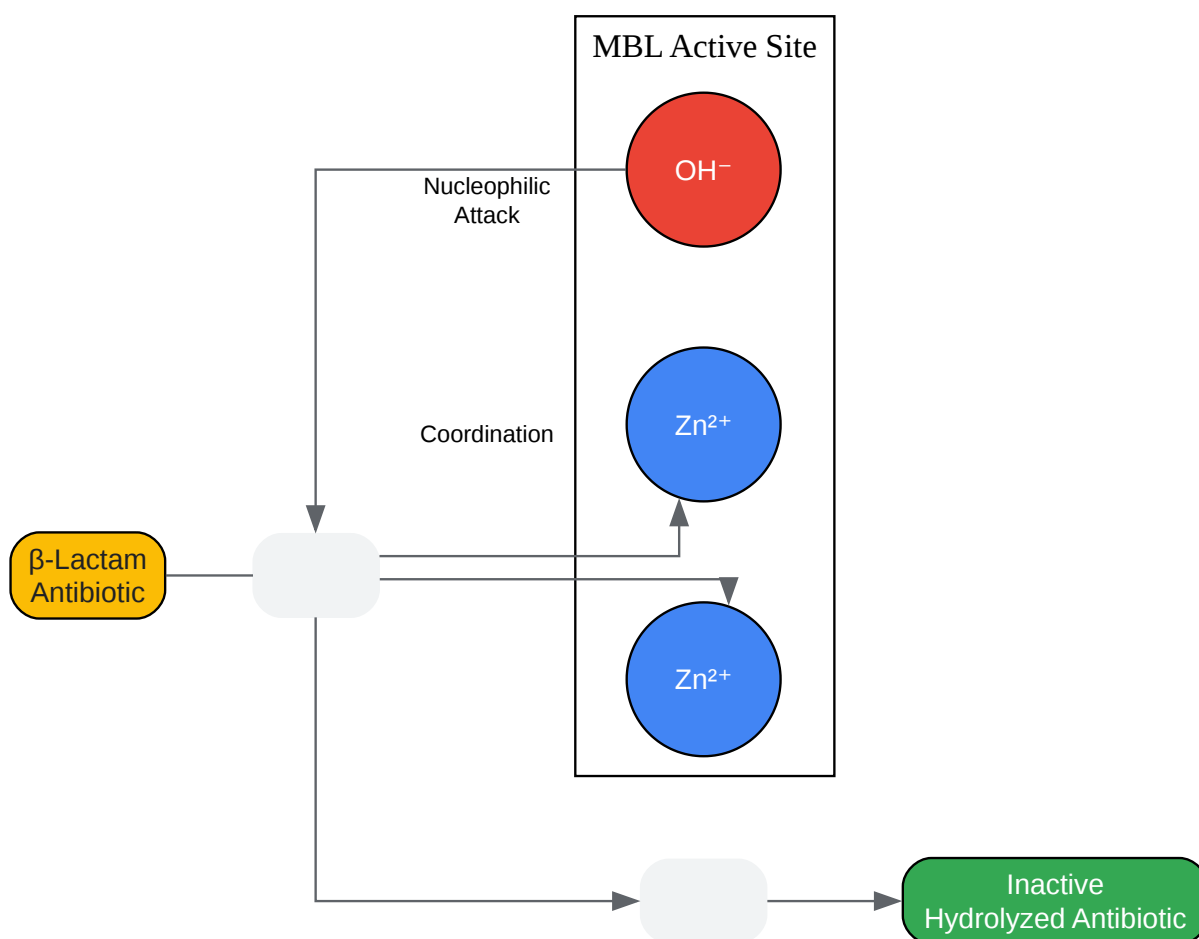 MBL Active Site
OH⁻
Nucleophilic
Attack
Zn²⁺
Coordination
β-Lactam
Antibiotic
Zn²⁺
Inactive
Hydrolyzed Antibiotic